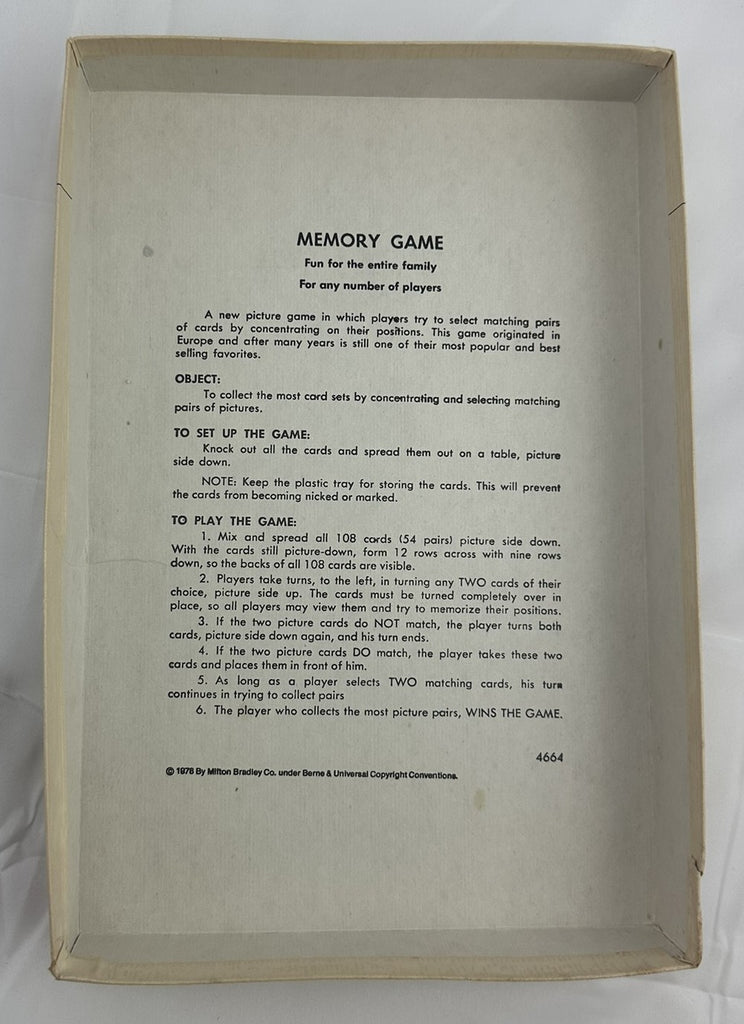 MEMORY GAME
Fun for the entire family
For any number of players
A new picture game in which players try to select matching pairs
of cards by concentrating on their positions. This game originated in
Europe and after many years is still one of their most popular and best
selling favorites.
OBJECT:
To collect the most card sets by concentrating and selecting matching
pairs of pictures.
TO SET UP THE GAME:
Knock out all the cards and spread them out on a table, picture
side down.
NOTE: Keep the plastic tray for storing the cards. This will prevent
the cards from becoming nicked or marked.
TO PLAY THE GAME:
1. Mix and spread all 108 cards (54 pairs) picture side down.
With the cards still picture-down, form 12 rows across with nine rows
down, so the backs of all 108 cards are visible.
2. Players take turns, to the left, in turning any TWO cards of their
choice, picture side up. The cards must be turned completely over in
place, so all players may view them and try to memorize their positions.
3. If the two picture cards do NOT match, the player turns both
cards, picture side down again, and his turn ends.
4. If the two picture cards DO match, the player takes these two
cards and places them in front of him.
5. As long as a player selects TWO matching cards, his turn
continues in trying to collect pairs
6. The player who collects the most picture pairs, WINS THE GAME.
4664
© 1978 By Milton Bradley Co. under Berne & Universal Copyright Conventions.